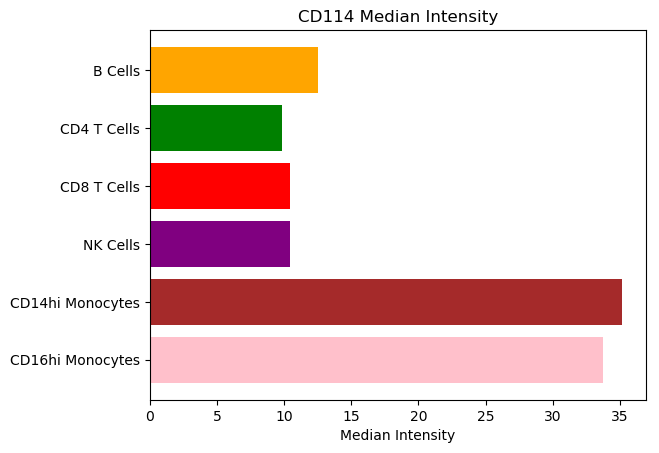 CD114 Median Intensity
B Cells
CD4 T Cells
CD8 T Cells
NK Cells
CD14hi Monocytes
CD16hi Monocytes
0 5 10 15 20 25 30 35
Median Intensity